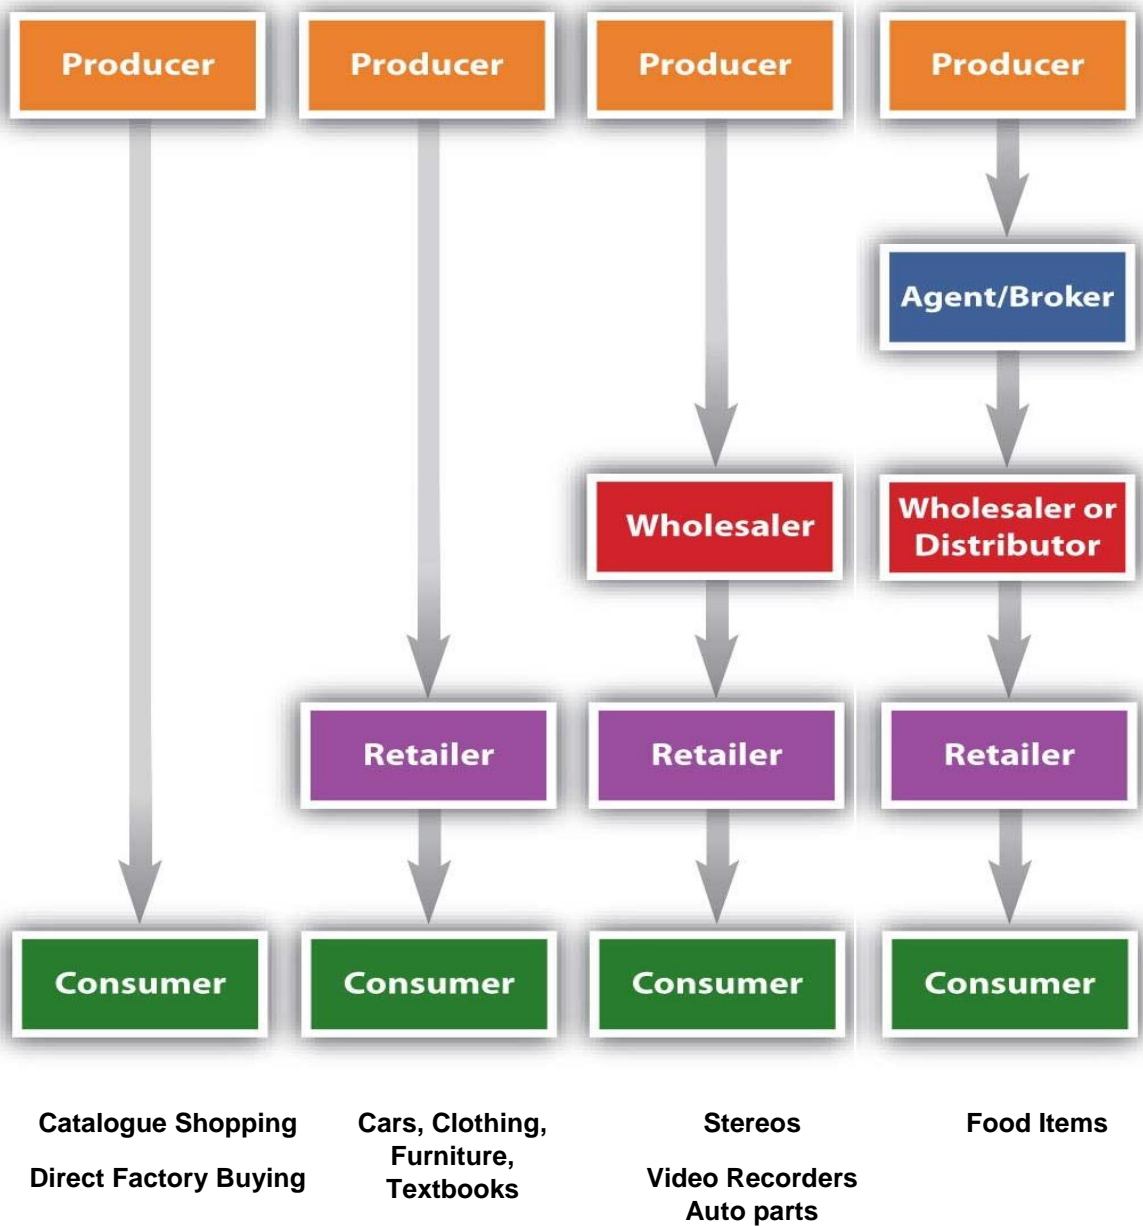 Producer
Producer
Producer
Producer
Agent/Broker
Wholesaler
Wholesaler or
Distributor
Retailer
Retailer
Retailer
Consumer
Consumer
Consumer
Consumer
Catalogue Shopping
Direct Factory Buying
Cars, Clothing,
Furniture,
Textbooks
Stereos
Video Recorders
Auto parts
Food Items